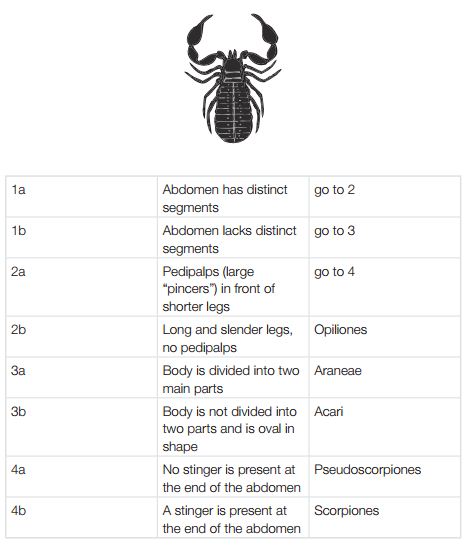 1a Abdomen has distinct go to 2
segments
1b Abdomen lacks distinct go to 3
segments
2a Pedipalps (large go to 4
“pincers”) in front of
shorter legs
2b Long and slender legs, Opiliones
no pedipalps
3a Body is divided into two Araneae
main parts
3b Body is not divided into Acari
two parts and is oval in
shape
4a No stinger is present at Pseudoscorpiones
the end of the abdomen
4b A stinger is present at Scorpiones
the end of the abdomen